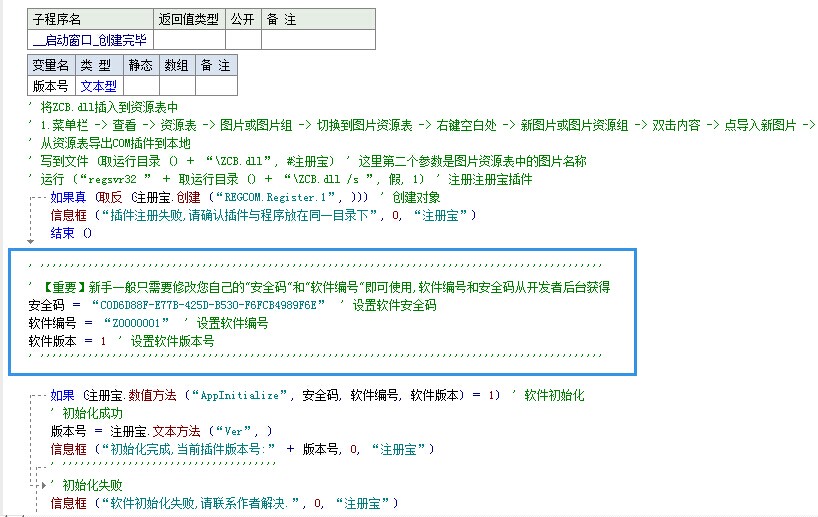 子程序名 返回值类型 公开 备 注
__启动窗口_创建完毕
变量名 类 型 静态 数组 备 注
版本号 文本型
' 将ZCB.dll插入到资源表中
' 1.菜单栏 -> 查看 -> 资源表 -> 图片或图片组 -> 切换到图片资源表 -> 右键空白处 -> 新图片或图片资源组 -> 双击内容 -> 点导入新图片 ->
' 从资源表导出COM插件到本地
' 写到文件 (取运行目录 () + “\ZCB.dll”, #注册宝) ' 这里第二个参数是图片资源表中的图片名称
' 运行 (“regsvr32 ” + 取运行目录 () + “\ZCB.dll /s ”, 假, 1) ' 注册注册宝插件
如果真 (取反 (注册宝.创建 (“REGCOM.Register.1”, ))) ' 创建对象
信息框 (“插件注册失败,请确认插件与程序放在同一目录下”, 0, “注册宝”)
结束 ()
' 【重要】新手一般只需要修改您自己的"安全码"和"软件编号"即可使用,软件编号和安全码从开发者后台获得
安全码 = “C0D6D88F-E77B-425D-B530-F6FCB4989F6E” ' 设置软件安全码
软件编号 = “Z0000001” ' 设置软件编号
软件版本 = 1 ' 设置软件版本号
如果 (注册宝.数值方法 (“AppInitialize”, 安全码, 软件编号, 软件版本) = 1) ' 软件初始化
' 初始化成功
版本号 = 注册宝.文本方法 (“Ver”, )
信息框 (“初始化完成,当前插件版本号:” + 版本号, 0, “注册宝”)
' 初始化失败
信息框 (“软件初始化失败,请联系作者解决.”, 0, “注册宝”)